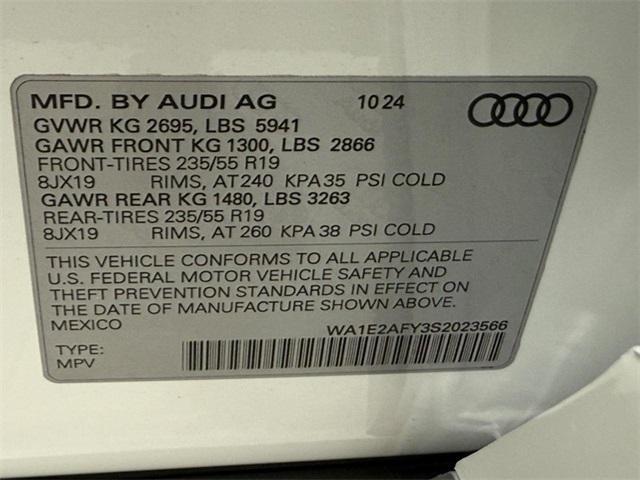 MFD. BY AUDI AG 10 24
GVWR KG 2695, LBS 5941
GAWR FRONT KG 1300, LBS 2866
FRONT-TIRES 235/55 R19
8JX19 RIMS, AT 240 KPA 35 PSI COLD
GAWR REAR KG 1480, LBS 3263
REAR-TIRES 235/55 R19
8JX19 RIMS, AT 260 KPA 38 PSI COLD
THIS VEHICLE CONFORMS TO ALL APPLICABLE
U.S. FEDERAL MOTOR VEHICLE SAFETY AND
THEFT PREVENTION STANDARDS IN EFFECT ON
THE DATE OF MANUFACTURE SHOWN ABOVE.
MEXICO WA1E2AFY3S2023566
TYPE:
MPV